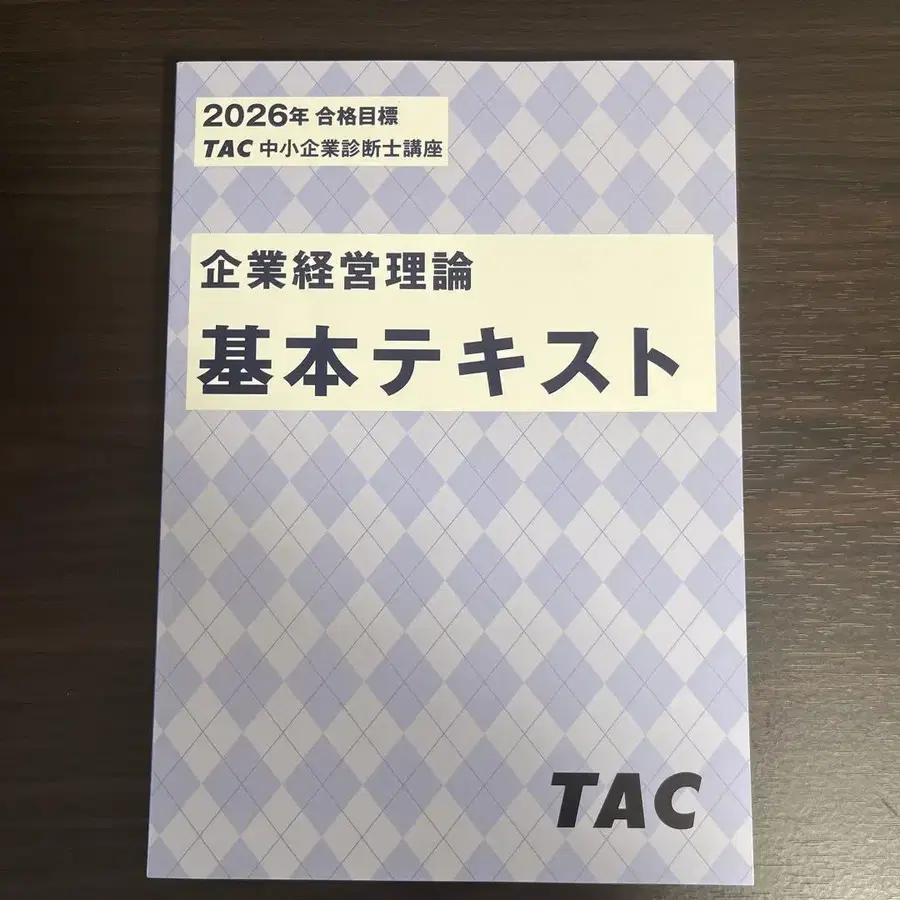 2026年 合格目標
TAC 中小企業診断士講座
企業経営理論
基本テキスト
TAC